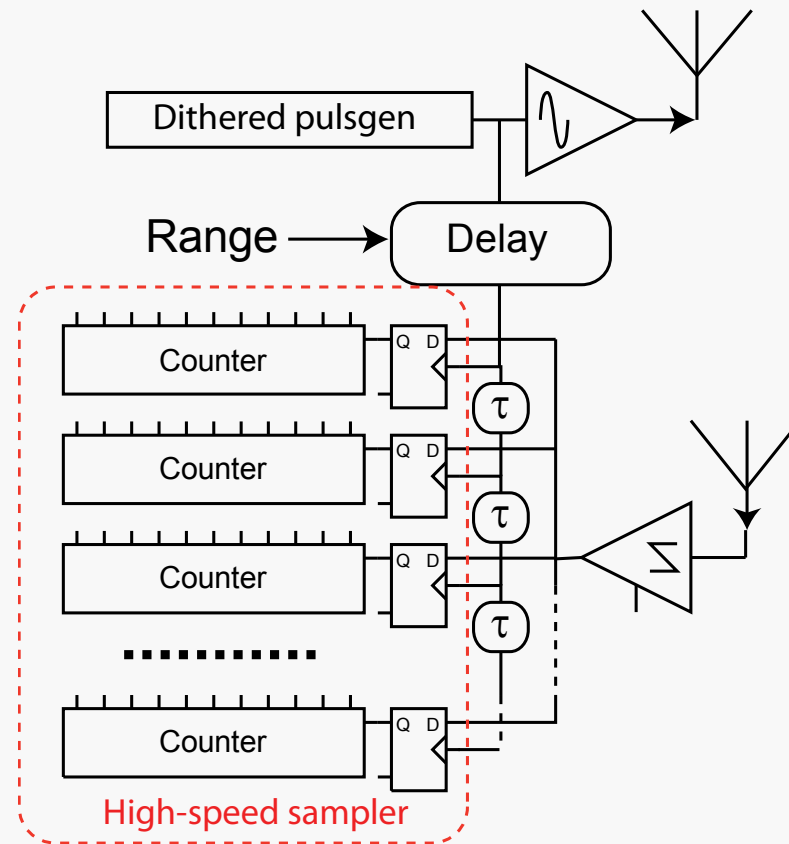 Dithered pulsgen
Range
Delay
Counter
Q D
τ
Counter
Q D
τ
Counter
Q D
τ
Counter
Q D
High-speed sampler